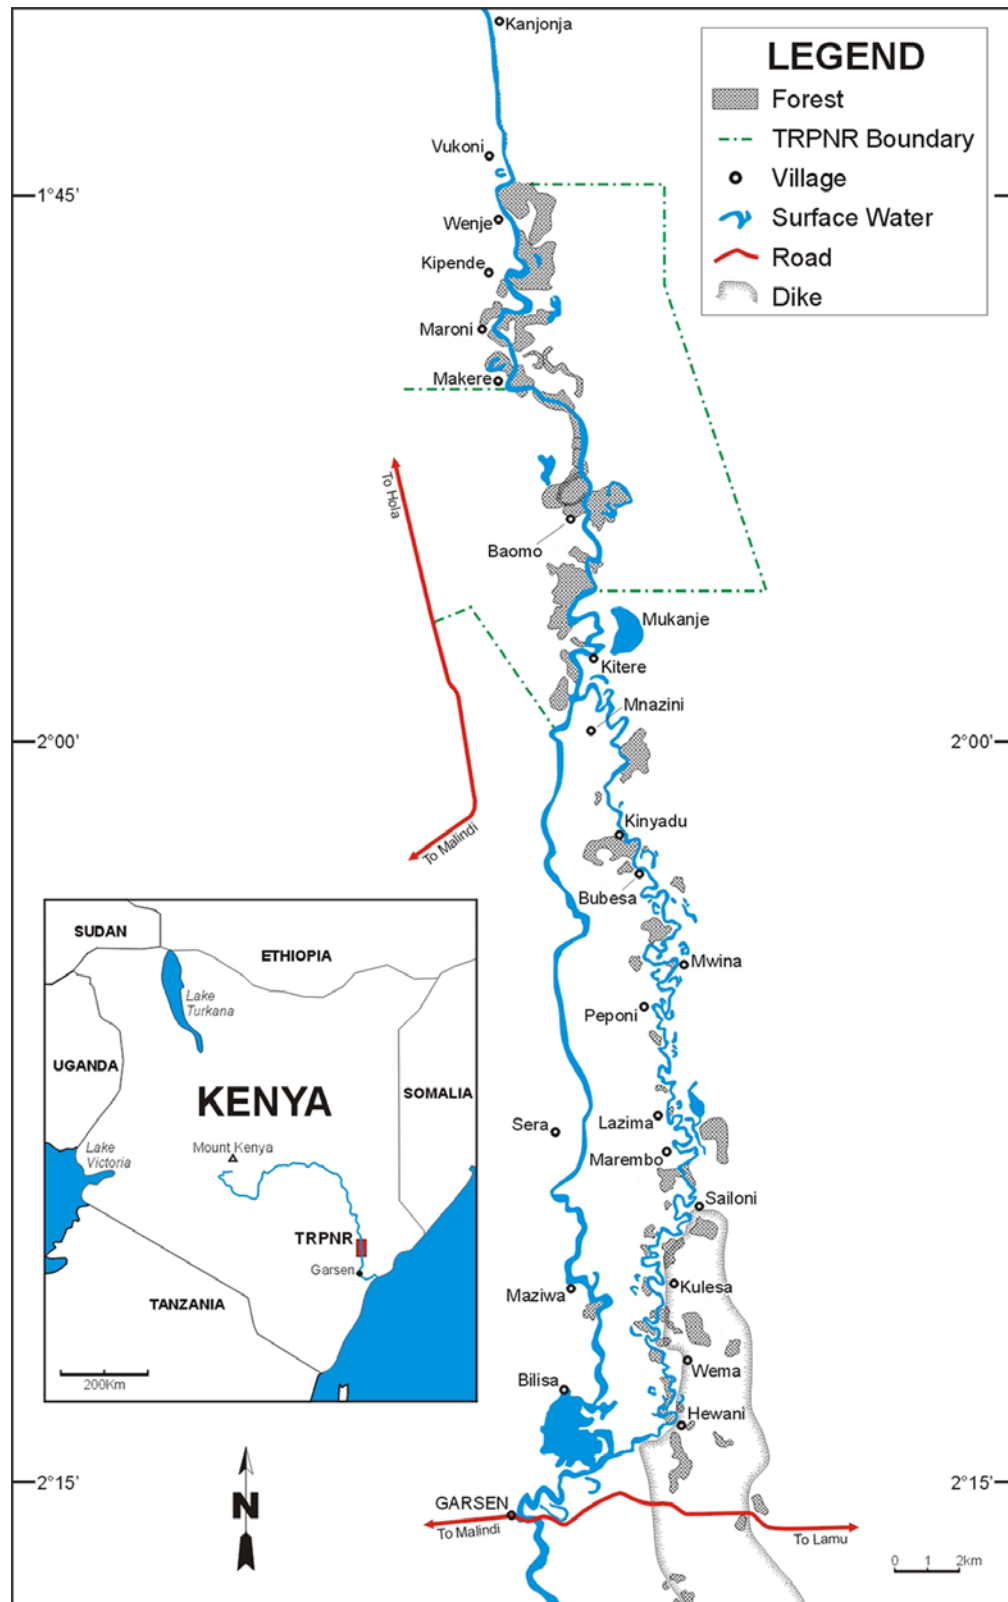 Kanjonja
LEGEND
Forest
TRPNR Boundary
Village
Surface Water
Road
Dike
Vukoni
1°45'
Wenje
Kipende
Maroni
Makere
To Hola
Baomo
Mukanje
Kitere
Mnazini
2°00'
2°00'
Kinyadu
To Malindi
Bubesa
Mwina
Peponi
Sera
Lazima
Marembo
Sailoni
Maziwa
Kulesa
Wema
Bilisa
Hewani
2°15'
2°15'
GARSEN
To Malindi
To Lamu
0 1 2km
N
SUDAN
ETHIOPIA
Lake
Turkana
UGANDA
KENYA
SOMALIA
Mount Kenya
Lake
Victoria
TRPNR
Garsen
TANZANIA
200Km